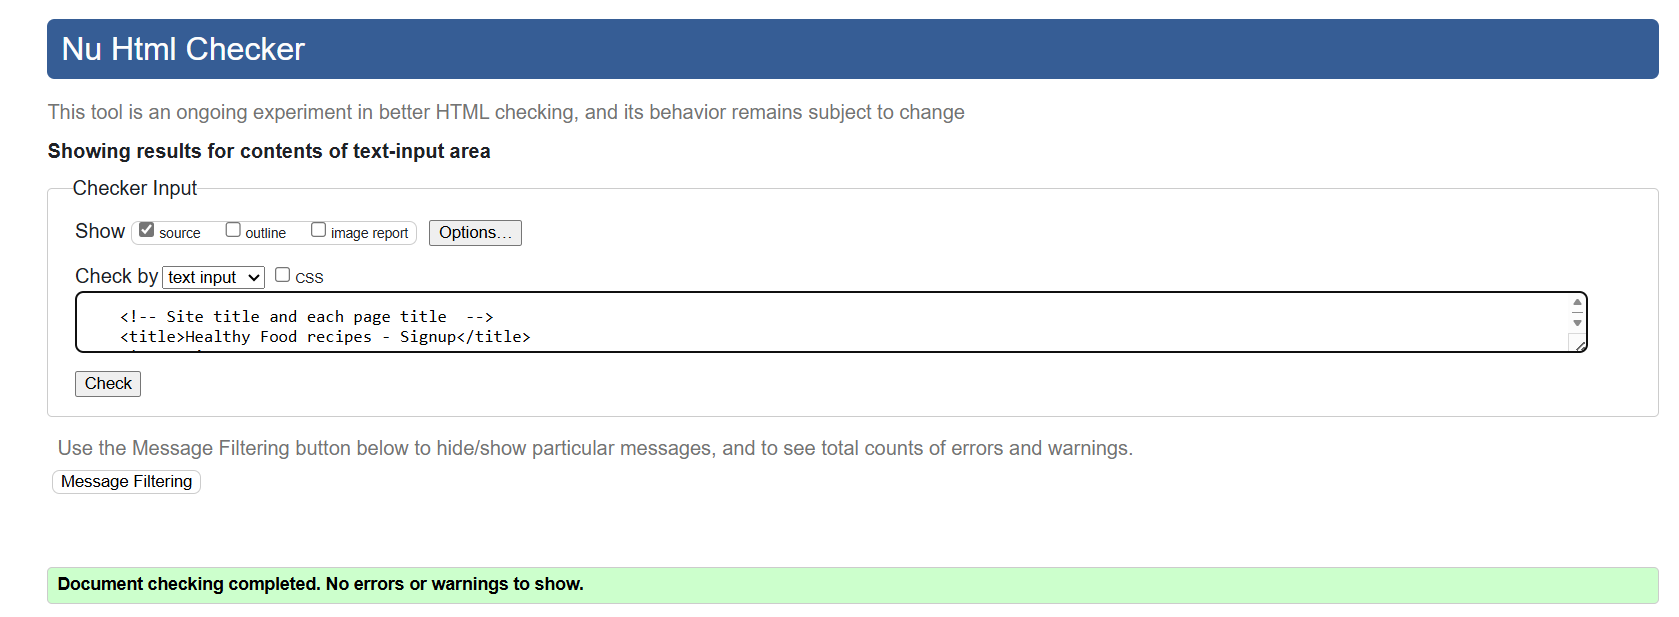 Nu Html Checker
This tool is an ongoing experiment in better HTML checking, and its behavior remains subject to change
Showing results for contents of text-input area
Checker Input
Show source outline image report Options...
Check by text input CSS
<!-- Site title and each page title  -->
<title>Healthy Food recipes - Signup</title>
Check
Use the Message Filtering button below to hide/show particular messages, and to see total counts of errors and warnings.
Message Filtering
Document checking completed. No errors or warnings to show.